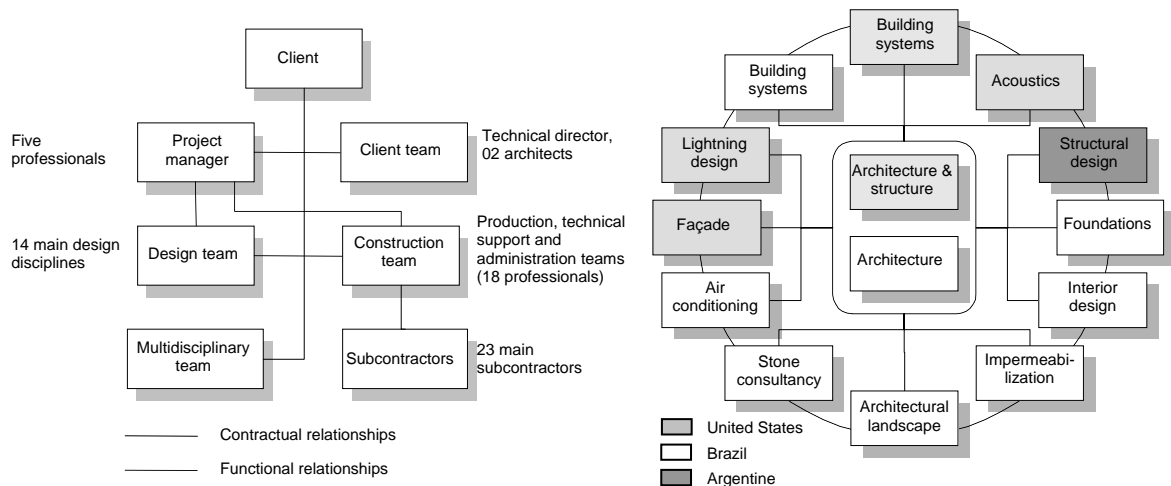 Client
Five
professionals
Project
manager
Client team
Technical director,
02 architects
14 main design
disciplines
Design team
Construction
team
Production, technical
support and
administration teams
(18 professionals)
Multidisciplinary
team
Subcontractors
23 main
subcontractors
Contractual relationships
Functional relationships
Building
systems
Building
systems
Acoustics
Lightning
design
Architecture &
structure
Structural
design
Façade
Architecture
Foundations
Air
conditioning
Interior
design
Stone
consultancy
Architectural
landscape
Impermeabi-
lization
United States
Brazil
Argentine